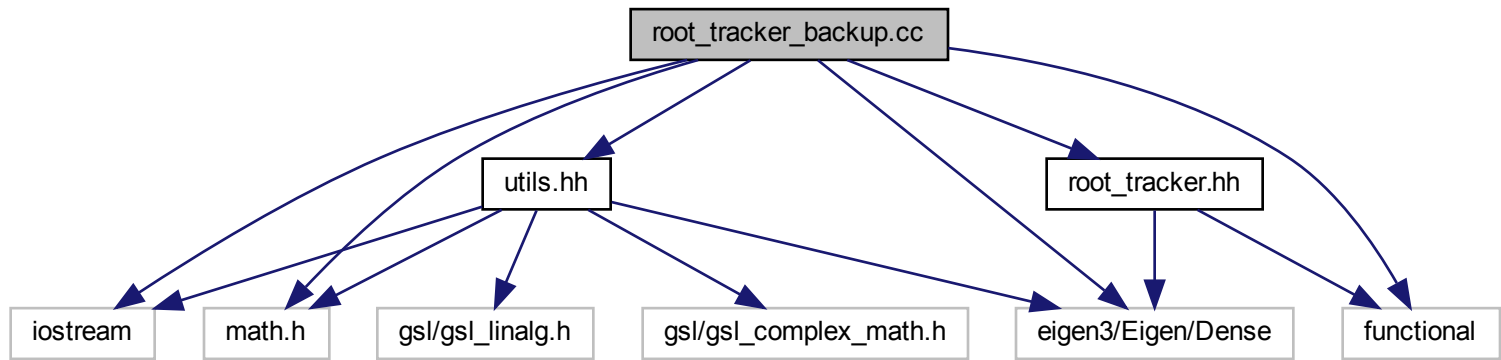 root_tracker_backup.cc
utils.hh
root_tracker.hh
iostream
math.h
gsl/gsl_linalg.h
gsl/gsl_complex_math.h
eigen3/Eigen/Dense
functional